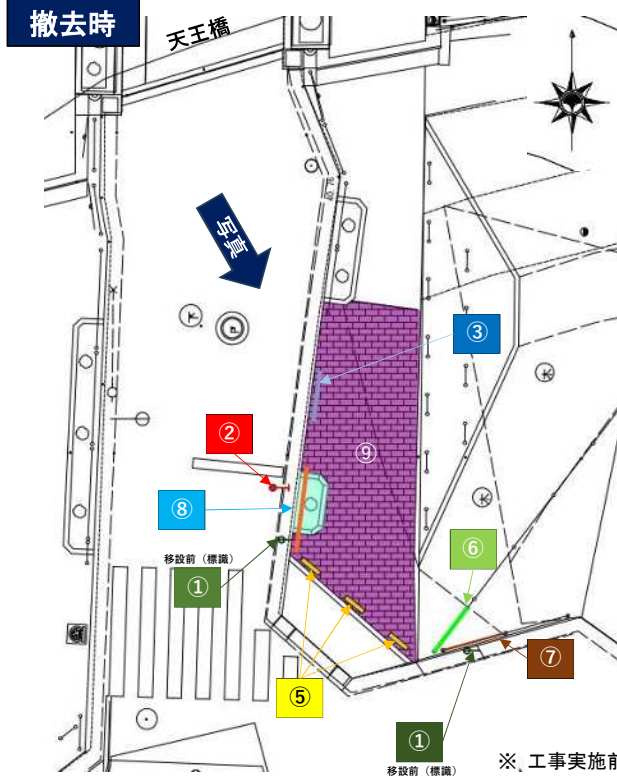 撤去時
天王橋
写真
③
②
⑨
⑧
⑥
移設前（標識）
①
⑤
⑦
①
移設前（標識）
※ 工事実施前